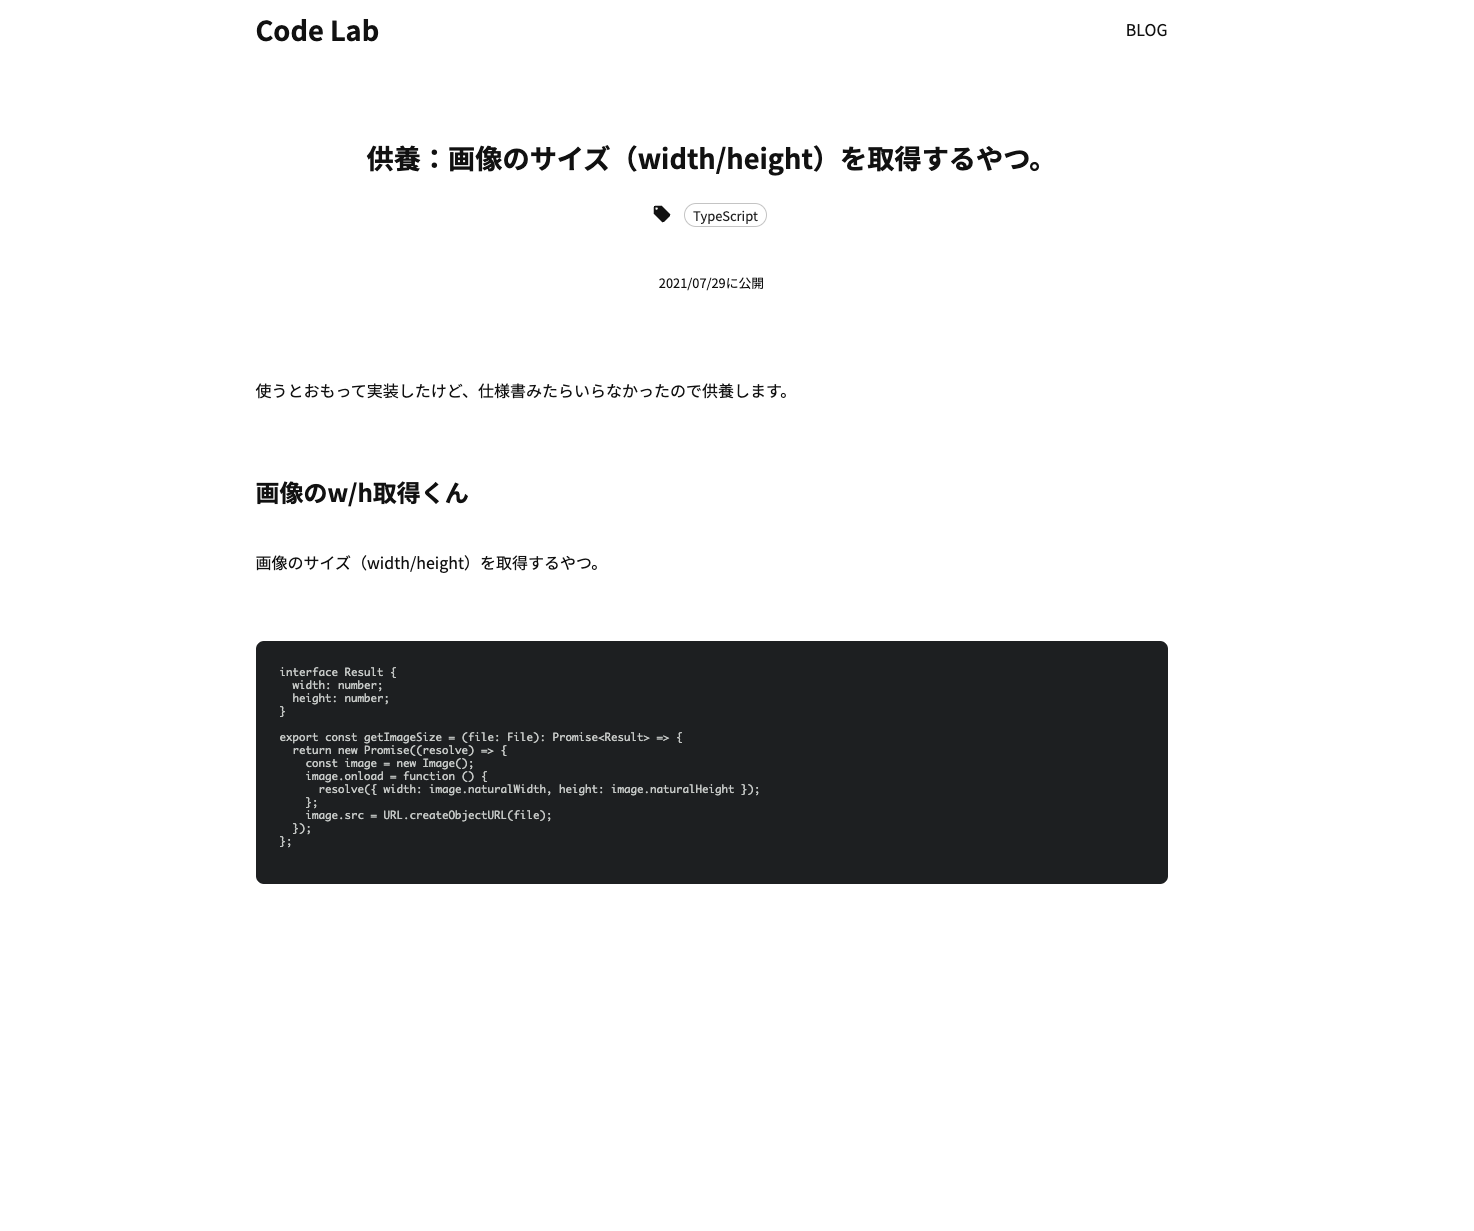 Code Lab
BLOG
供養：画像のサイズ（width/height）を取得するやつ。
TypeScript
2021/07/29に公開
使うとおもって実装したけど、仕様書みたらいらなかったので供養します。
画像のw/h取得くん
画像のサイズ（width/height）を取得するやつ。
interface Result {
  width: number;
  height: number;
}
export const getImageSize = (file: File): Promise<Result> => {
  return new Promise((resolve) => {
    const image = new Image();
    image.onload = function () {
      resolve({ width: image.naturalWidth, height: image.naturalHeight });
    };
    image.src = URL.createObjectURL(file);
  });
};